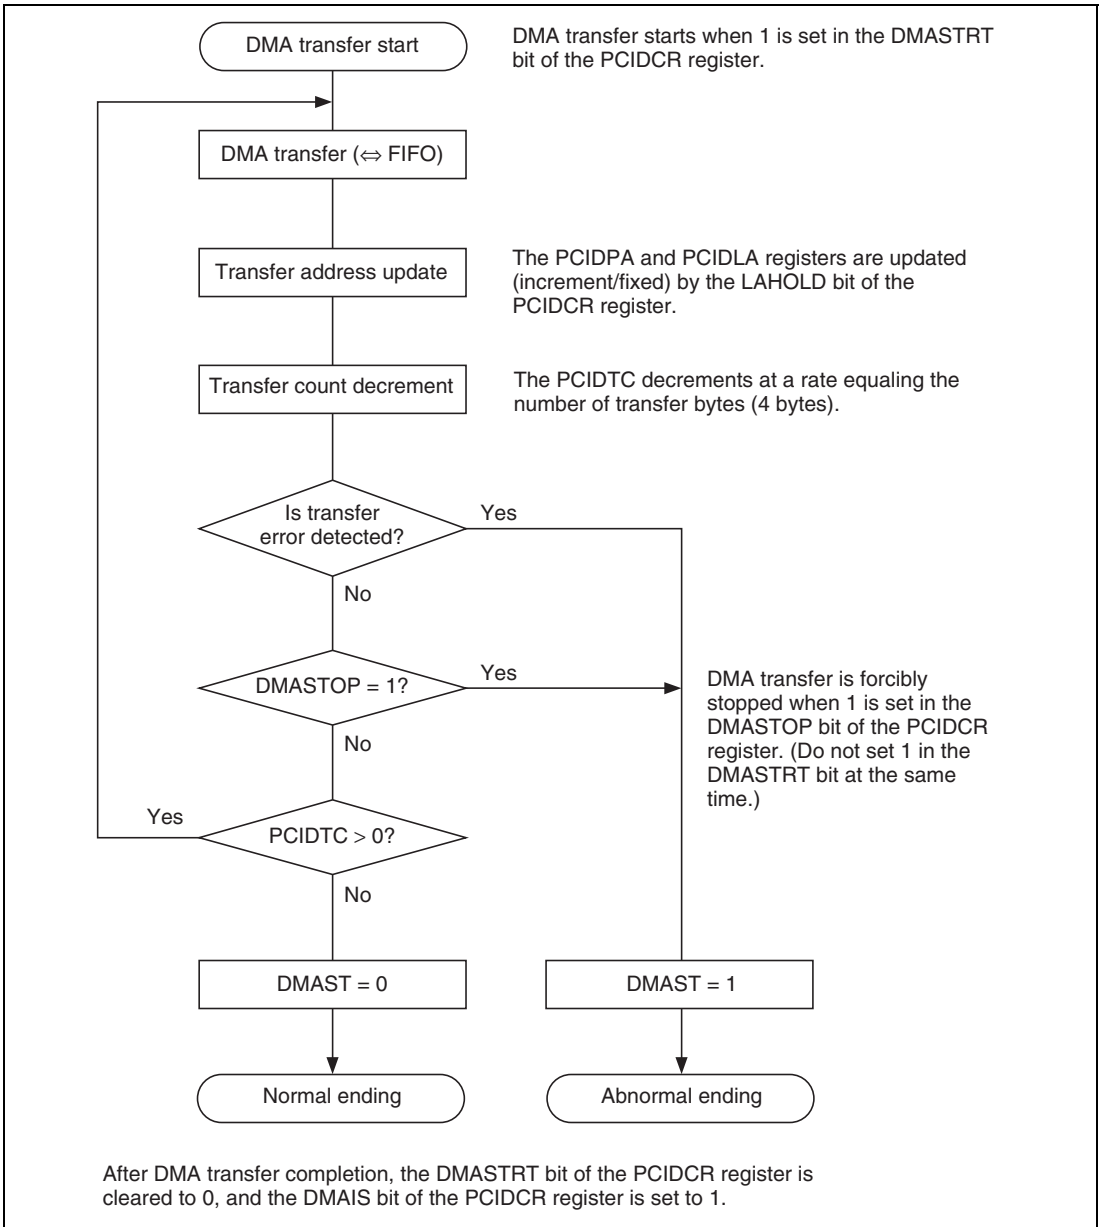 DMA transfer start
DMA transfer starts when 1 is set in the DMASTRT
bit of the PCIDCR register.
DMA transfer (⇔ FIFO)
Transfer address update
The PCIDPA and PCIDLA registers are updated
(increment/fixed) by the LAHOLD bit of the
PCIDCR register.
Transfer count decrement
The PCIDTC decrements at a rate equaling the
number of transfer bytes (4 bytes).
Is transfer
error detected?
Yes
No
DMASTOP = 1?
Yes
DMA transfer is forcibly
stopped when 1 is set in the
DMASTOP bit of the PCIDCR
register. (Do not set 1 in the
DMASTRT bit at the same
time.)
No
Yes
PCIDTC > 0?
No
DMAST = 0
DMAST = 1
Normal ending
Abnormal ending
After DMA transfer completion, the DMASTRT bit of the PCIDCR register is
cleared to 0, and the DMAIS bit of the PCIDCR register is set to 1.